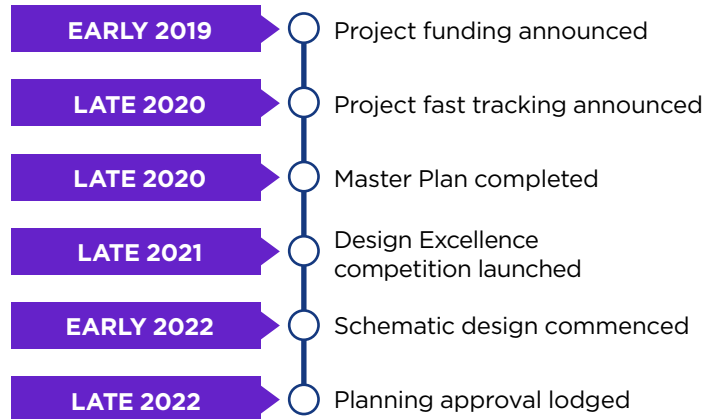 EARLY 2019
Project funding announced
LATE 2020
Project fast tracking announced
LATE 2020
Master Plan completed
LATE 2021
Design Excellence
competition launched
EARLY 2022
Schematic design commenced
LATE 2022
Planning approval lodged